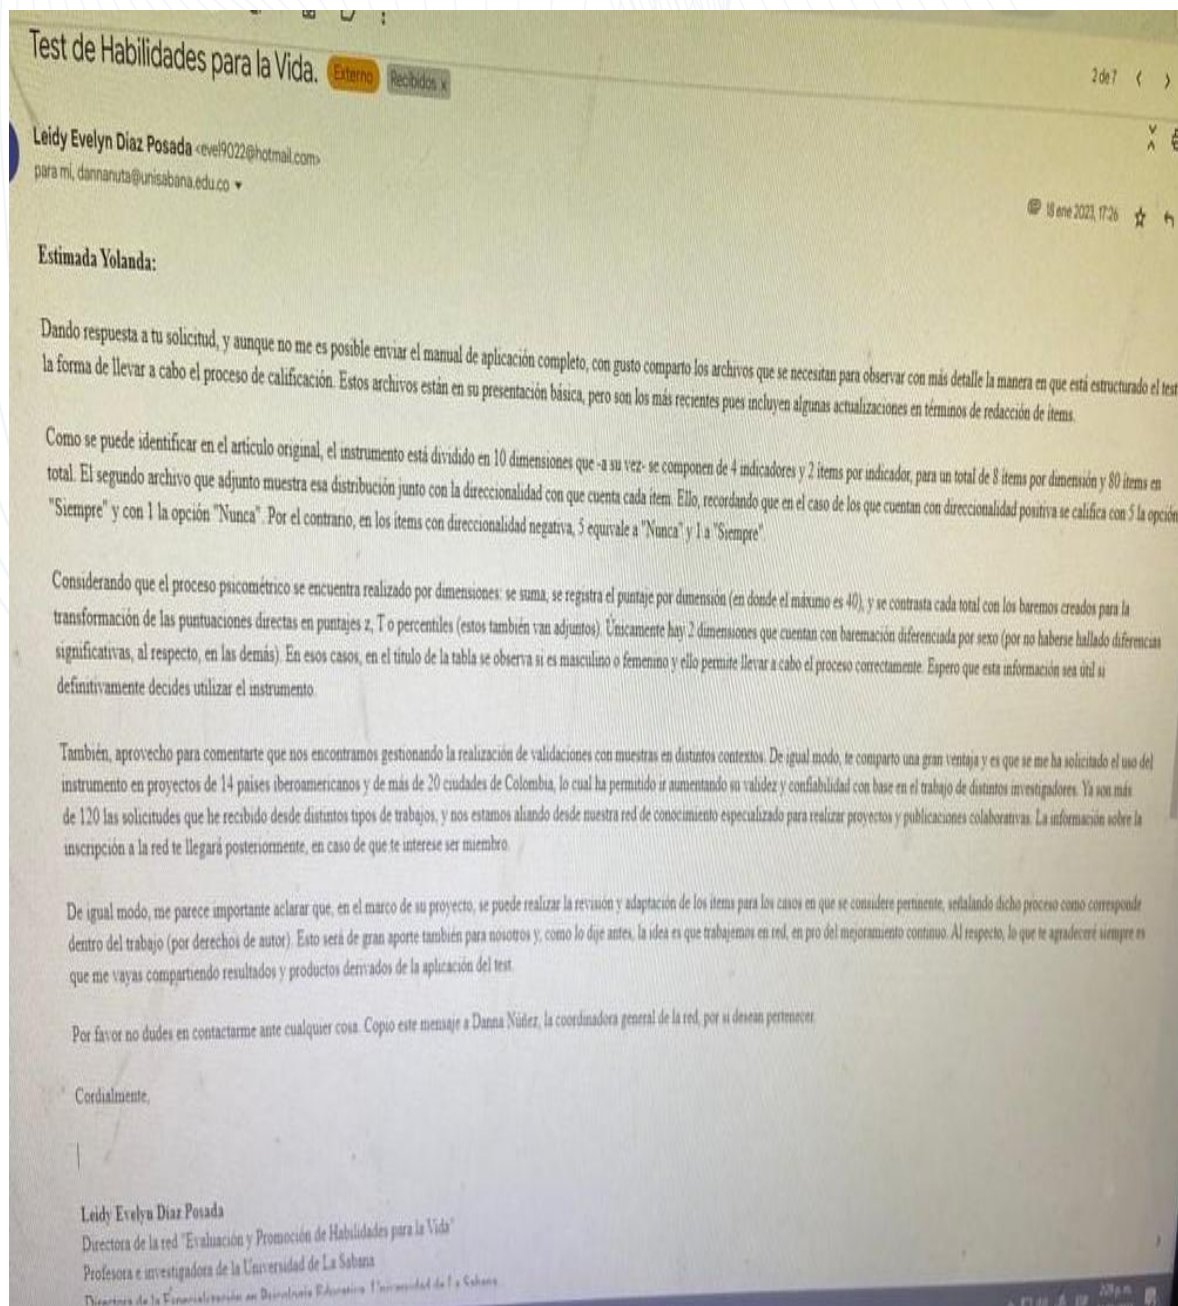 Test de Habilidades para la Vida. Externo Recibidos x
2 de 7
Leidy Evelyn Díaz Posada <evel9022@hotmail.com>
para mí, dannanuta@unisabana.edu.co
18 ene 2023, 17:26
Estimada Yolanda:
Dando respuesta a tu solicitud, y aunque no me es posible enviar el manual de aplicación completo, con gusto comparto los archivos que se necesitan para observar con más detalle la manera en que está estructurado el test
la forma de llevar a cabo el proceso de calificación. Estos archivos están en su presentación básica, pero son los más recientes pues incluyen algunas actualizaciones en términos de redacción de ítems.
Como se puede identificar en el artículo original, el instrumento está dividido en 10 dimensiones que -a su vez- se componen de 4 indicadores y 2 ítems por indicador, para un total de 8 ítems por dimensión y 80 ítems en
total. El segundo archivo que adjunto muestra esa distribución junto con la direccionalidad con que cuenta cada ítem. Ello, recordando que en el caso de los que cuentan con direccionalidad positiva se califica con 5 la opción
"Siempre" y con 1 la opción "Nunca". Por el contrario, en los ítems con direccionalidad negativa, 5 equivale a "Nunca" y 1 a "Siempre"
Considerando que el proceso psicométrico se encuentra realizado por dimensiones: se suma, se registra el puntaje por dimensión (en donde el máximo es 40), y se contrasta cada total con los baremos creados para la
transformación de las puntuaciones directas en puntajes z, T o percentiles (estos también van adjuntos). Únicamente hay 2 dimensiones que cuentan con baremación diferenciada por sexo (por no haberse hallado diferencias
significativas, al respecto, en las demás). En esos casos, en el título de la tabla se observa si es masculino o femenino y ello permite llevar a cabo el proceso correctamente. Espero que esta información sea útil si
definitivamente decides utilizar el instrumento.
También, aprovecho para comentarte que nos encontramos gestionando la realización de validaciones con muestras en distintos contextos. De igual modo, te comparto una gran ventaja y es que se me ha solicitado el uso del
instrumento en proyectos de 14 países iberoamericanos y de más de 20 ciudades de Colombia, lo cual ha permitido ir aumentando su validez y confiabilidad con base en el trabajo de distintos investigadores. Ya son más
de 120 las solicitudes que he recibido desde distintos tipos de trabajos, y nos estamos aliando desde nuestra red de conocimiento especializado para realizar proyectos y publicaciones colaborativas. La información sobre la
inscripción a la red te llegará posteriormente, en caso de que te interese ser miembro.
De igual modo, me parece importante aclarar que, en el marco de su proyecto, se puede realizar la revisión y adaptación de los ítems para los casos en que se considere pertinente, señalando dicho proceso como corresponde
dentro del trabajo (por derechos de autor). Esto será de gran aporte también para nosotros y, como lo dije antes, la idea es que trabajemos en red, en pro del mejoramiento continuo. Al respecto, lo que te agradeceré siempre es
que me vayas compartiendo resultados y productos derivados de la aplicación del test.
Por favor no dudes en contactarme ante cualquier cosa. Copio este mensaje a Danna Núñez, la coordinadora general de la red, por si desean pertenecer.
Cordialmente,
Leidy Evelyn Díaz Posada
Directora de la red "Evaluación y Promoción de Habilidades para la Vida"
Profesora e investigadora de la Universidad de La Sabana
Directora de la Especialización en Psicología Educativa. Universidad de La Sabana